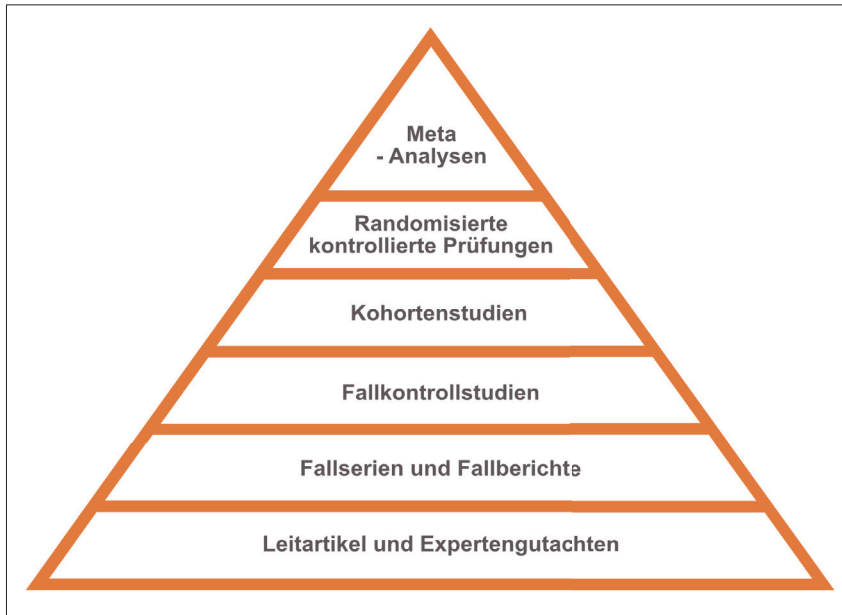 Meta
- Analysen
Randomisierte
kontrollierte Prüfungen
Kohortenstudien
Fallkontrollstudien
Fallserien und Fallberichte
Leitartikel und Expertengutachten